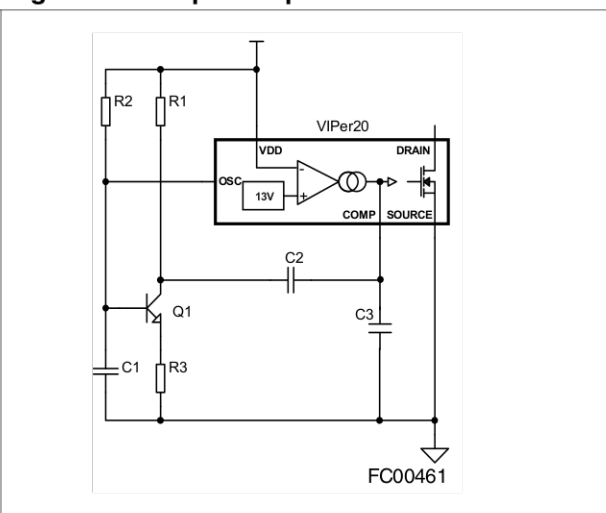 R2
R1
VIPer20
VDD
DRAIN
OSC
-
13V
+
COMP
SOURCE
C2
Q1
C3
C1
R3
FC00461